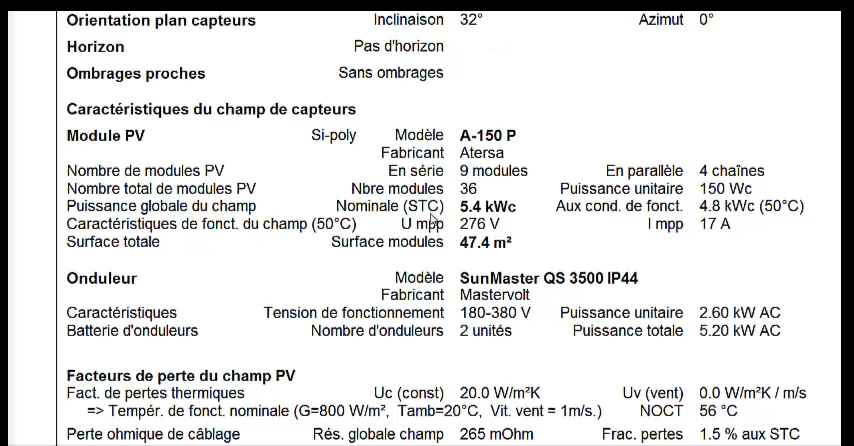 Orientation plan capteurs Inclinaison 32° Azimut 0°
Horizon Pas d'horizon
Ombrages proches Sans ombrages
Caractéristiques du champ de capteurs
Module PV Si-poly Modèle A-150 P
Fabricant Atersa
Nombre de modules PV En série 9 modules En parallèle 4 chaînes
Nombre total de modules PV Nbre modules 36 Puissance unitaire 150 Wc
Puissance globale du champ Nominale (STC) 5.4 kWc Aux cond. de fonct. 4.8 kWc (50°C)
Caractéristiques de fonct. du champ (50°C) U mpp 276 V I mpp 17 A
Surface totale Surface modules 47.4 m²
Onduleur Modèle SunMaster QS 3500 IP44
Fabricant Mastervolt
Caractéristiques Tension de fonctionnement 180-380 V Puissance unitaire 2.60 kW AC
Batterie d'onduleurs Nombre d'onduleurs 2 unités Puissance totale 5.20 kW AC
Facteurs de perte du champ PV
Fact. de pertes thermiques Uc (const) 20.0 W/m²K Uv (vent) 0.0 W/m²K / m/s
=> Tempér. de fonct. nominale (G=800 W/m², Tamb=20°C, Vit. vent = 1m/s.) NOCT 56 °C
Perte ohmique de câblage Rés. globale champ 265 mOhm Frac. pertes 1.5 % aux STC